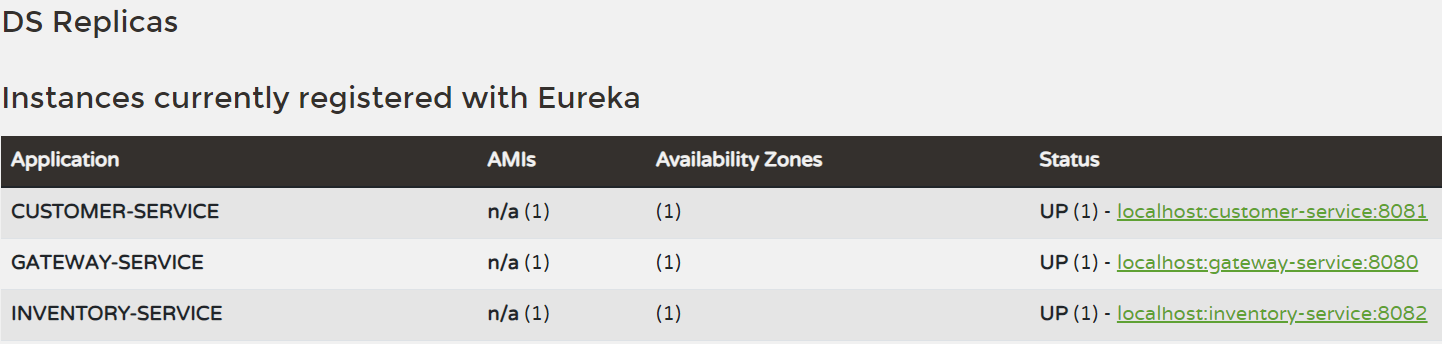 DS Replicas
Instances currently registered with Eureka
Application AMIs Availability Zones Status
CUSTOMER-SERVICE n/a (1) (1) UP (1) - localhost:customer-service:8081
GATEWAY-SERVICE n/a (1) (1) UP (1) - localhost:gateway-service:8080
INVENTORY-SERVICE n/a (1) (1) UP (1) - localhost:inventory-service:8082